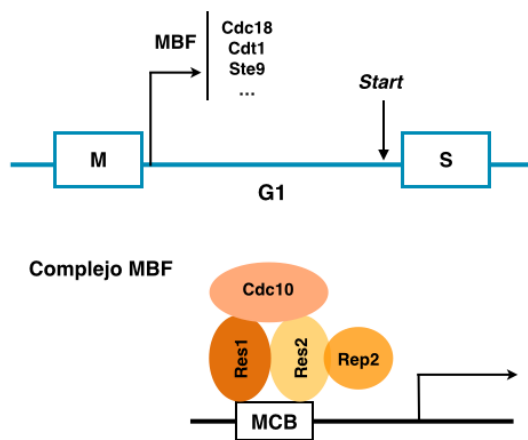 MBF
Cdc18
Cdt1
Ste9
...
Start
M
S
G1
Complejo MBF
Cdc10
Res1
Res2
Rep2
MCB